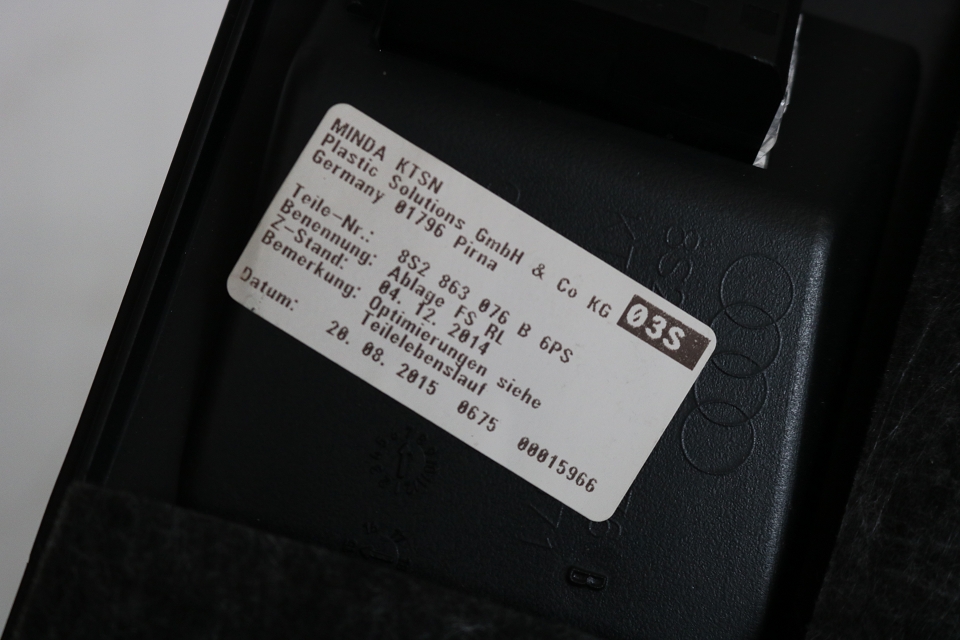 MINDA KTSN
Plastic Solutions GmbH & Co KG
Germany 01796 Pirna
03S
Teile-Nr.: 8S2 863 076 B 6PS
Benennung: Ablage FS RL
Z-Stand: 04. 12. 2014
Bemerkung: Optimierungen siehe
Teilelebenslauf
Datum: 20. 08. 2015 0675 00015966
8S2